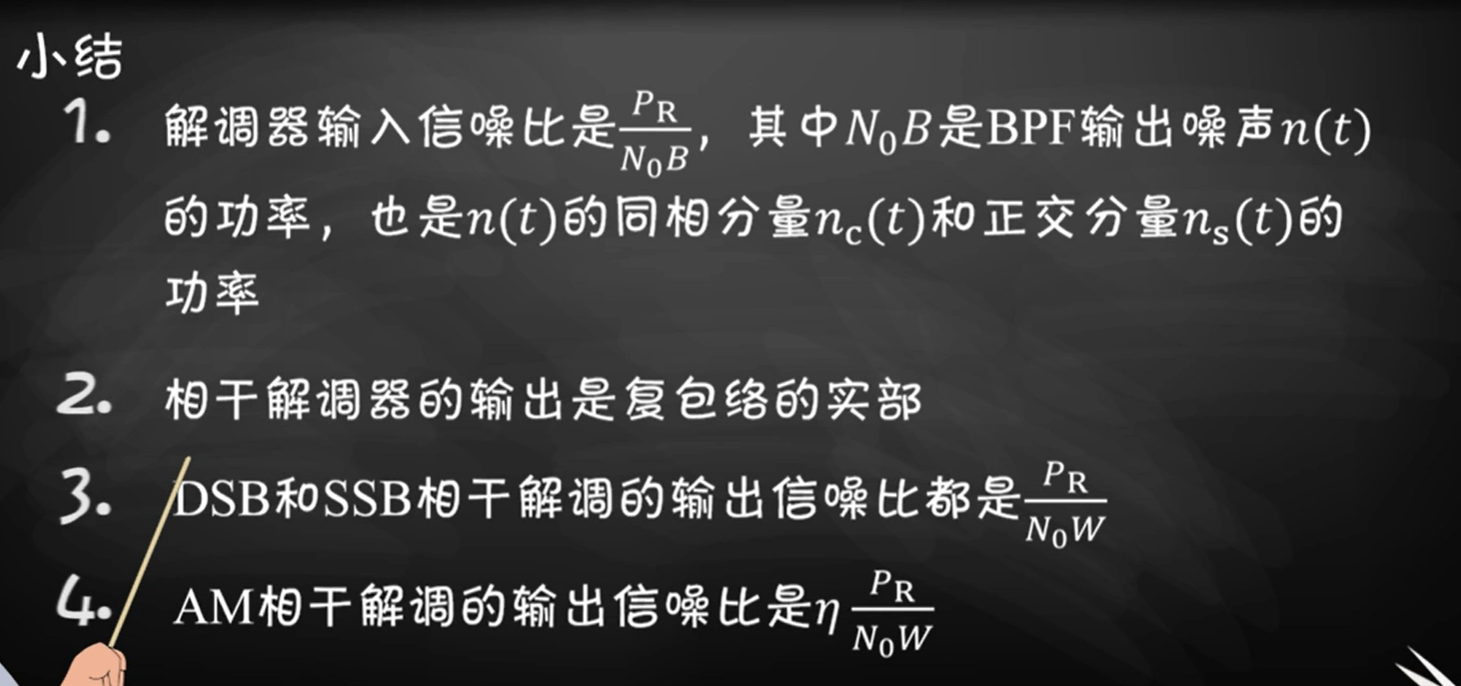 小结
1. 解调器输入信噪比是$\frac{P_R}{N_0B}$，其中$N_0B$是BPF输出噪声$n(t)$
的功率，也是$n(t)$的同相分量$n_c(t)$和正交分量$n_s(t)$的
功率
2. 相干解调器的输出是复包络的实部
3. DSB和SSB相干解调的输出信噪比都是$\frac{P_R}{N_0W}$
4. AM相干解调的输出信噪比是$\eta\frac{P_R}{N_0W}$